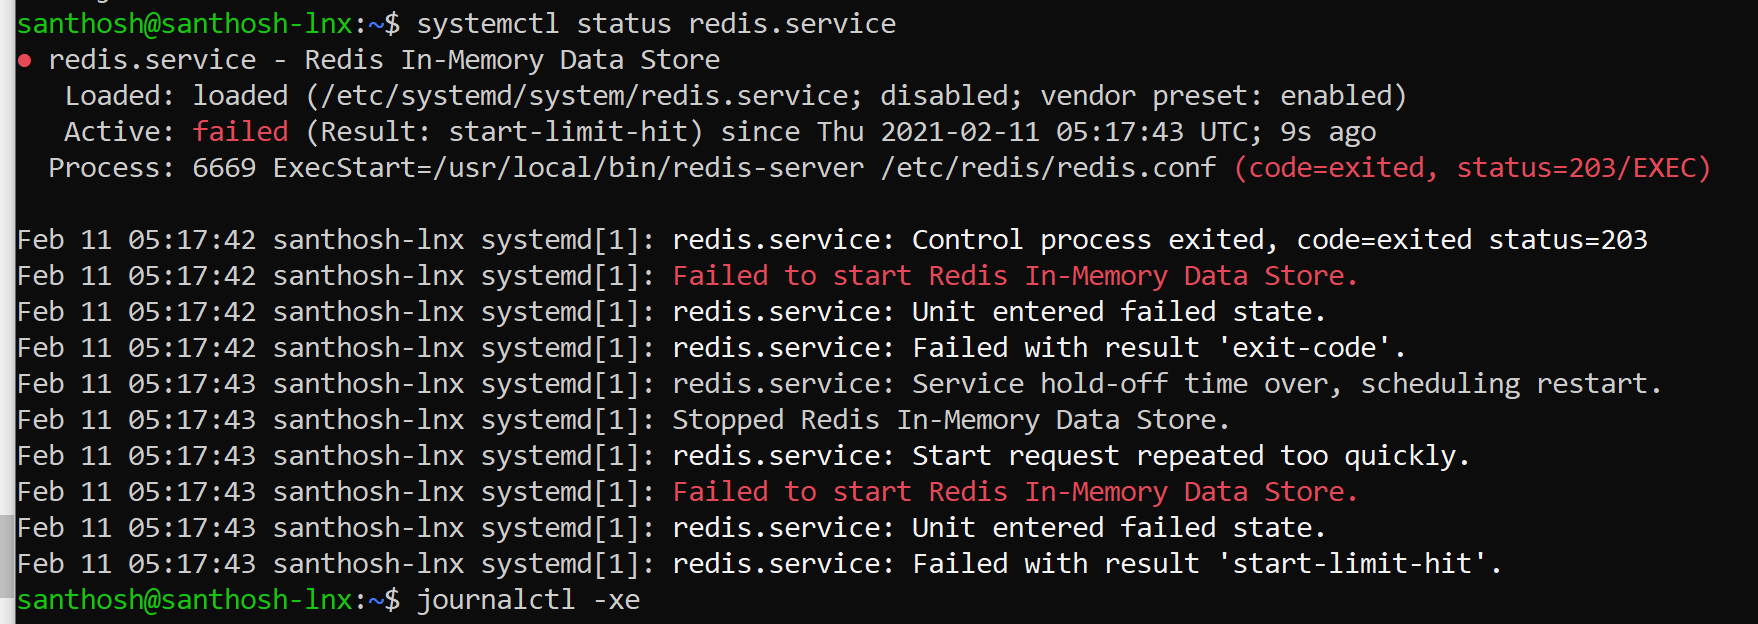 santhosh@santhosh-lnx:~$ systemctl status redis.service
● redis.service - Redis In-Memory Data Store
   Loaded: loaded (/etc/systemd/system/redis.service; disabled; vendor preset: enabled)
   Active: failed (Result: start-limit-hit) since Thu 2021-02-11 05:17:43 UTC; 9s ago
  Process: 6669 ExecStart=/usr/local/bin/redis-server /etc/redis/redis.conf (code=exited, status=203/EXEC)

Feb 11 05:17:42 santhosh-lnx systemd[1]: redis.service: Control process exited, code=exited status=203
Feb 11 05:17:42 santhosh-lnx systemd[1]: Failed to start Redis In-Memory Data Store.
Feb 11 05:17:42 santhosh-lnx systemd[1]: redis.service: Unit entered failed state.
Feb 11 05:17:42 santhosh-lnx systemd[1]: redis.service: Failed with result 'exit-code'.
Feb 11 05:17:43 santhosh-lnx systemd[1]: redis.service: Service hold-off time over, scheduling restart.
Feb 11 05:17:43 santhosh-lnx systemd[1]: Stopped Redis In-Memory Data Store.
Feb 11 05:17:43 santhosh-lnx systemd[1]: redis.service: Start request repeated too quickly.
Feb 11 05:17:43 santhosh-lnx systemd[1]: Failed to start Redis In-Memory Data Store.
Feb 11 05:17:43 santhosh-lnx systemd[1]: redis.service: Unit entered failed state.
Feb 11 05:17:43 santhosh-lnx systemd[1]: redis.service: Failed with result 'start-limit-hit'.
santhosh@santhosh-lnx:~$ journalctl -xe